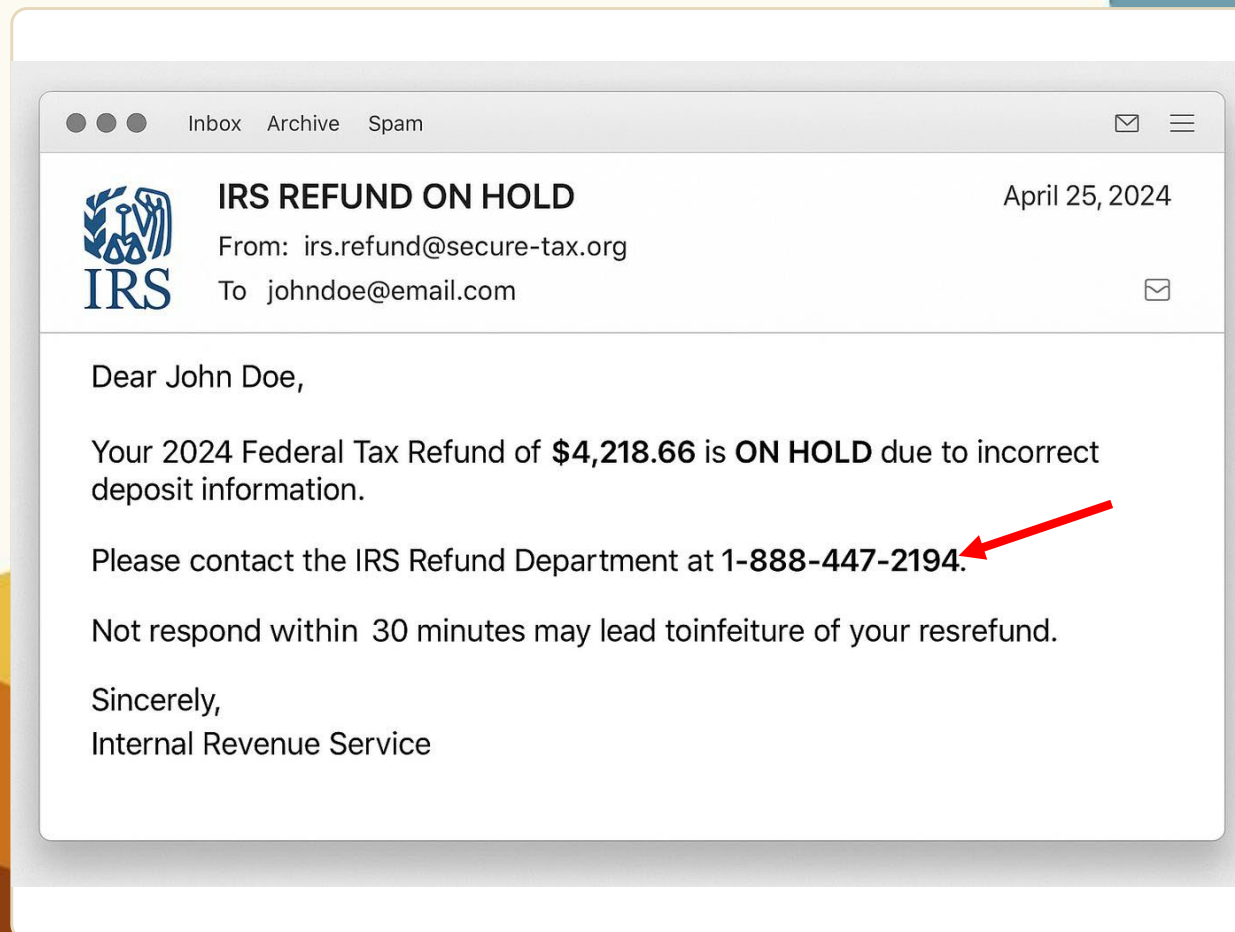 Inbox Archive Spam
IRS
IRS REFUND ON HOLD
April 25, 2024
From: irs.refund@secure-tax.org
To johndoe@email.com
Dear John Doe,
Your 2024 Federal Tax Refund of $4,218.66 is ON HOLD due to incorrect
deposit information.
Please contact the IRS Refund Department at 1-888-447-2194.
Not respond within 30 minutes may lead toinfeiture of your resrefund.
Sincerely,
Internal Revenue Service